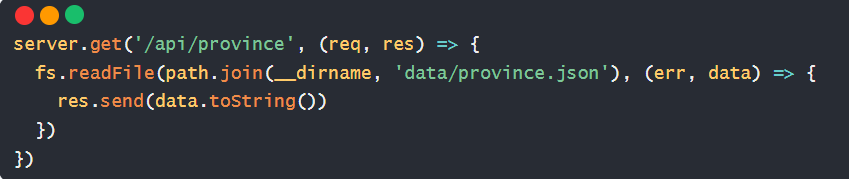 server.get('/api/province', (req, res) => {
  fs.readFile(path.join(__dirname, 'data/province.json'), (err, data) => {
    res.send(data.toString())
  })
})